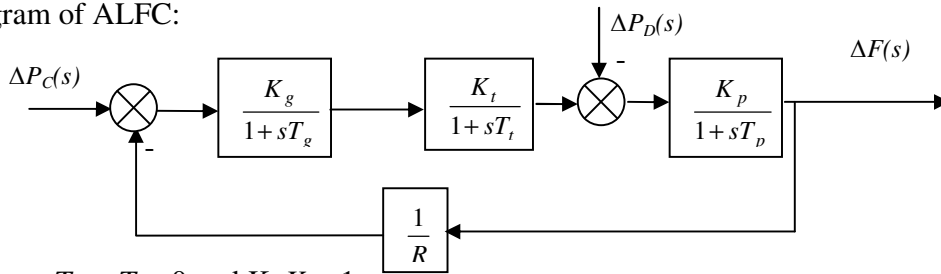 gram of ALFC:
ΔP_D(s)
ΔP_C(s)
ΔF(s)
-
K_g
1 + sT_g
K_t
1 + sT_t
K_p
1 + sT_p
-
1
R